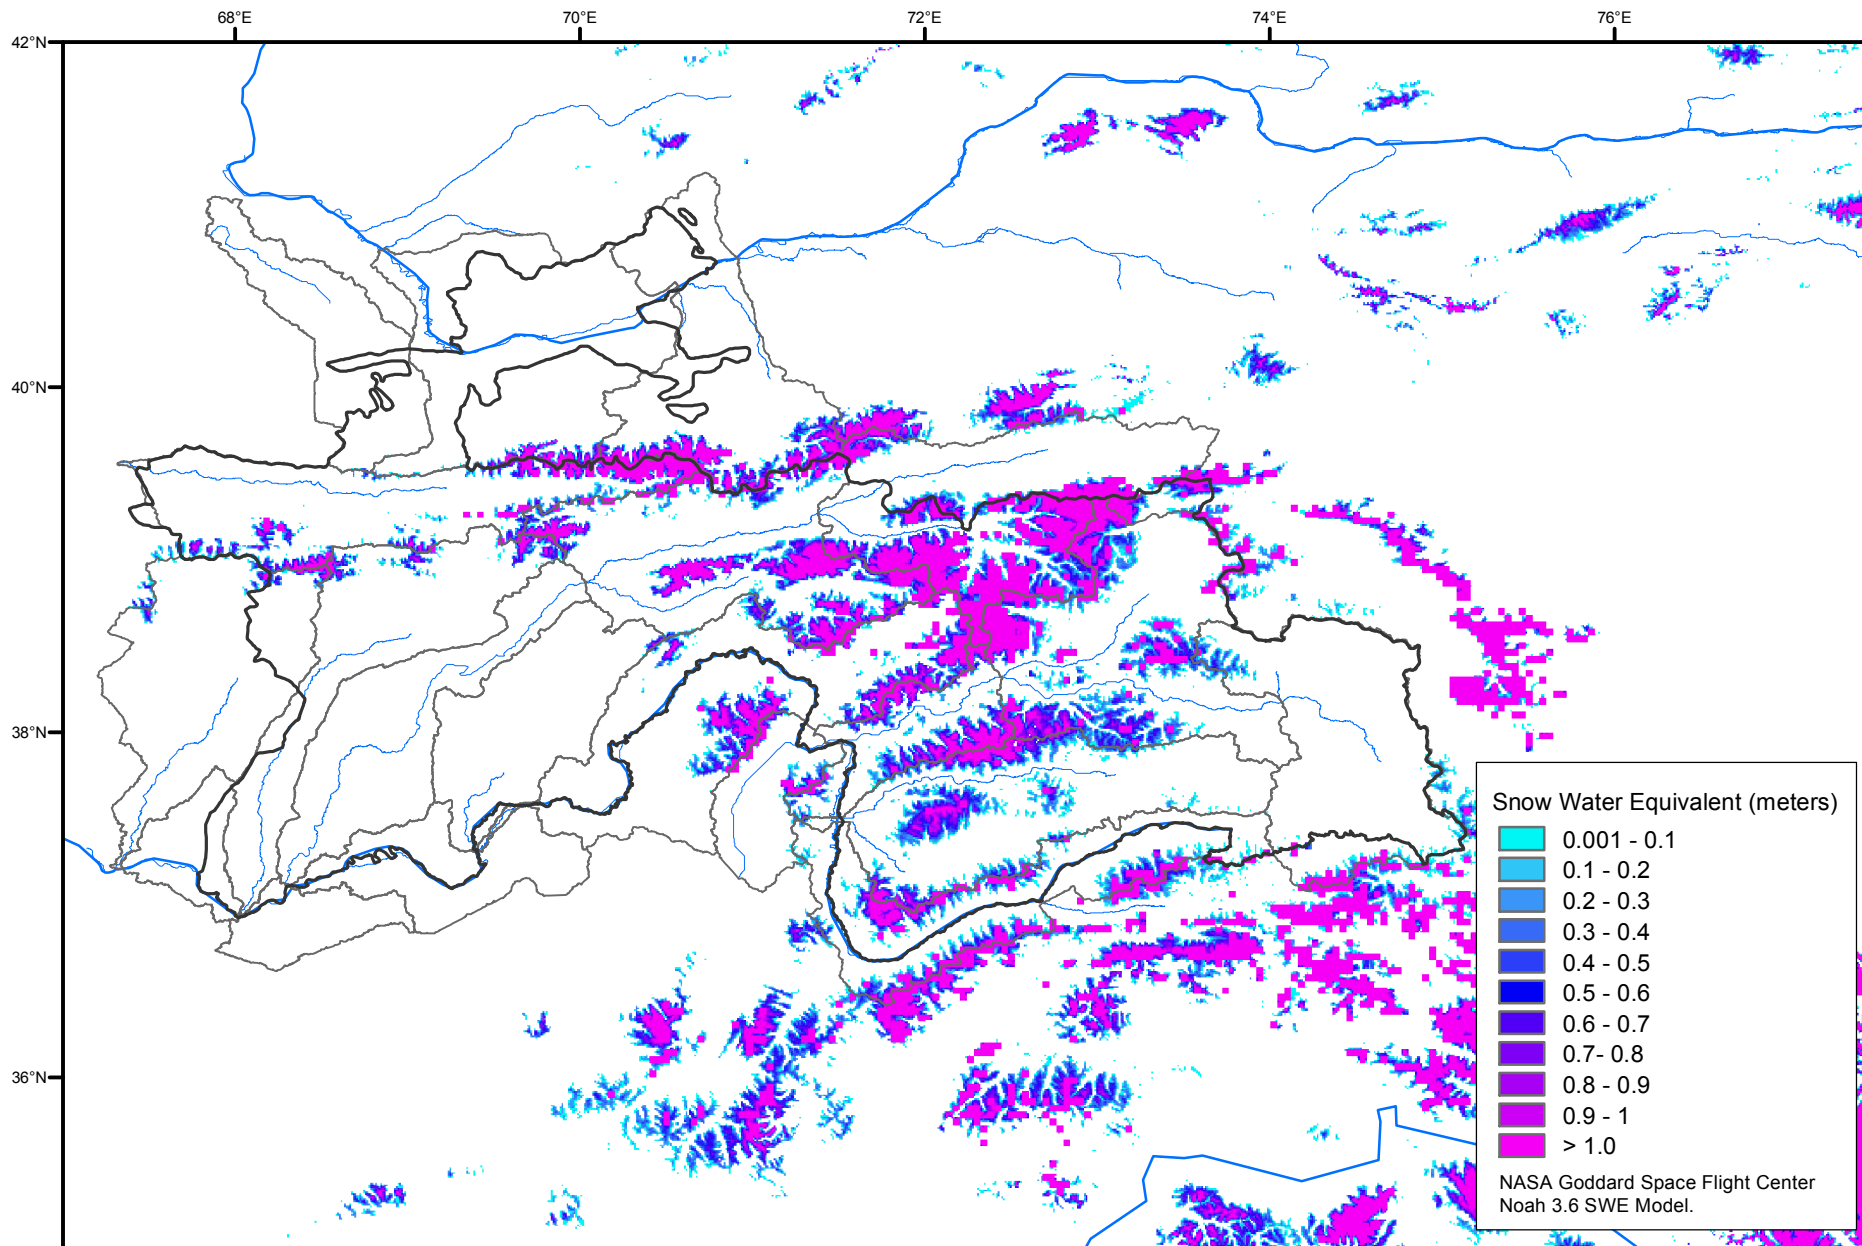 68°E
70°E
72°E
74°E
76°E
42°N
40°N
38°N
36°N
Snow Water Equivalent (meters)
0.001 - 0.1
0.1 - 0.2
0.2 - 0.3
0.3 - 0.4
0.4 - 0.5
0.5 - 0.6
0.6 - 0.7
0.7- 0.8
0.8 - 0.9
0.9 - 1
> 1.0
NASA Goddard Space Flight Center
Noah 3.6 SWE Model.